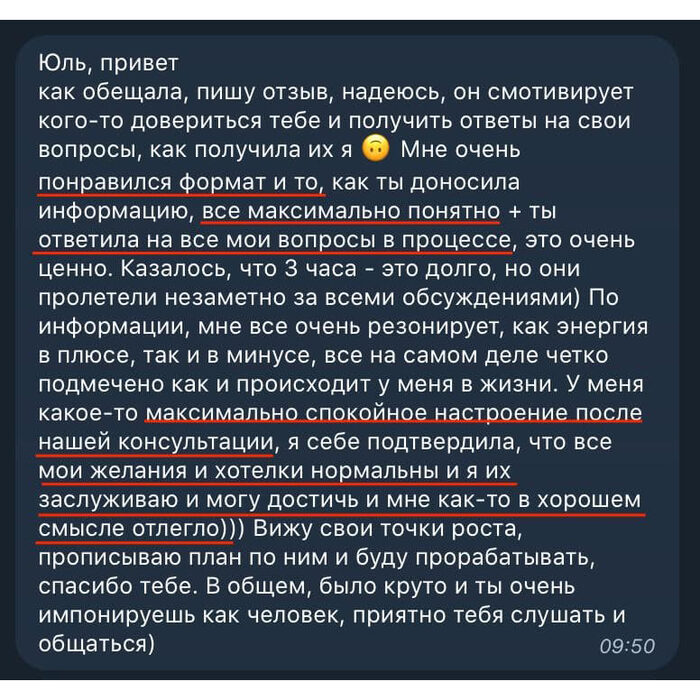 Юль, привет
как обещала, пишу отзыв, надеюсь, он смотивирует
кого-то довериться тебе и получить ответы на свои
вопросы, как получила их я 🙃 Мне очень
понравился формат и то, как ты доносила
информацию, все максимально понятно + ты
ответила на все мои вопросы в процессе, это очень
ценно. Казалось, что 3 часа - это долго, но они
пролетели незаметно за всеми обсуждениями) По
информации, мне все очень резонирует, как энергия
в плюсе, так и в минусе, все на самом деле четко
подмечено как и происходит у меня в жизни. У меня
какое-то максимально спокойное настроение после
нашей консультации, я себе подтвердила, что все
мои желания и хотелки нормальны и я их
заслуживаю и могу достичь и мне как-то в хорошем
смысле отлегло))) Вижу свои точки роста,
прописываю план по ним и буду прорабатывать,
спасибо тебе. В общем, было круто и ты очень
импонируешь как человек, приятно тебя слушать и
общаться)
09:50